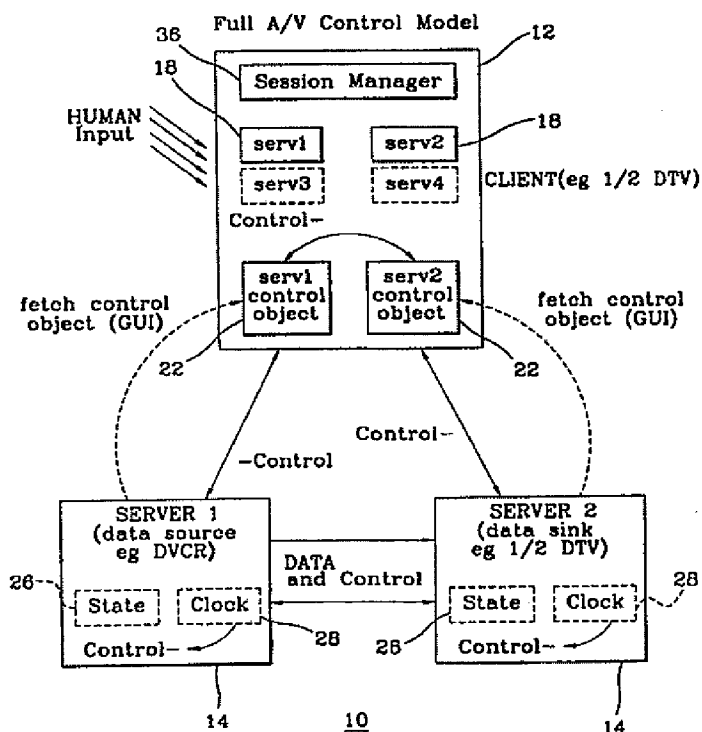 Full A/V Control Model
36
12
Session Manager
18
HUMAN
Input
serv1
serv2
18
serv3
serv4
CLIENT(eg 1/2 DTV)
Control-
serv1
control
object
serv2
control
object
fetch control
object (GUI)
fetch control
object (GUI)
22
22
-Control
Control-
SERVER 1
(data source
eg DVCR)
SERVER 2
(data sink
eg 1/2 DTV)
DATA
and Control
26
State
Clock
28
Control-
State
Clock
28
26
Control-
14
10
14